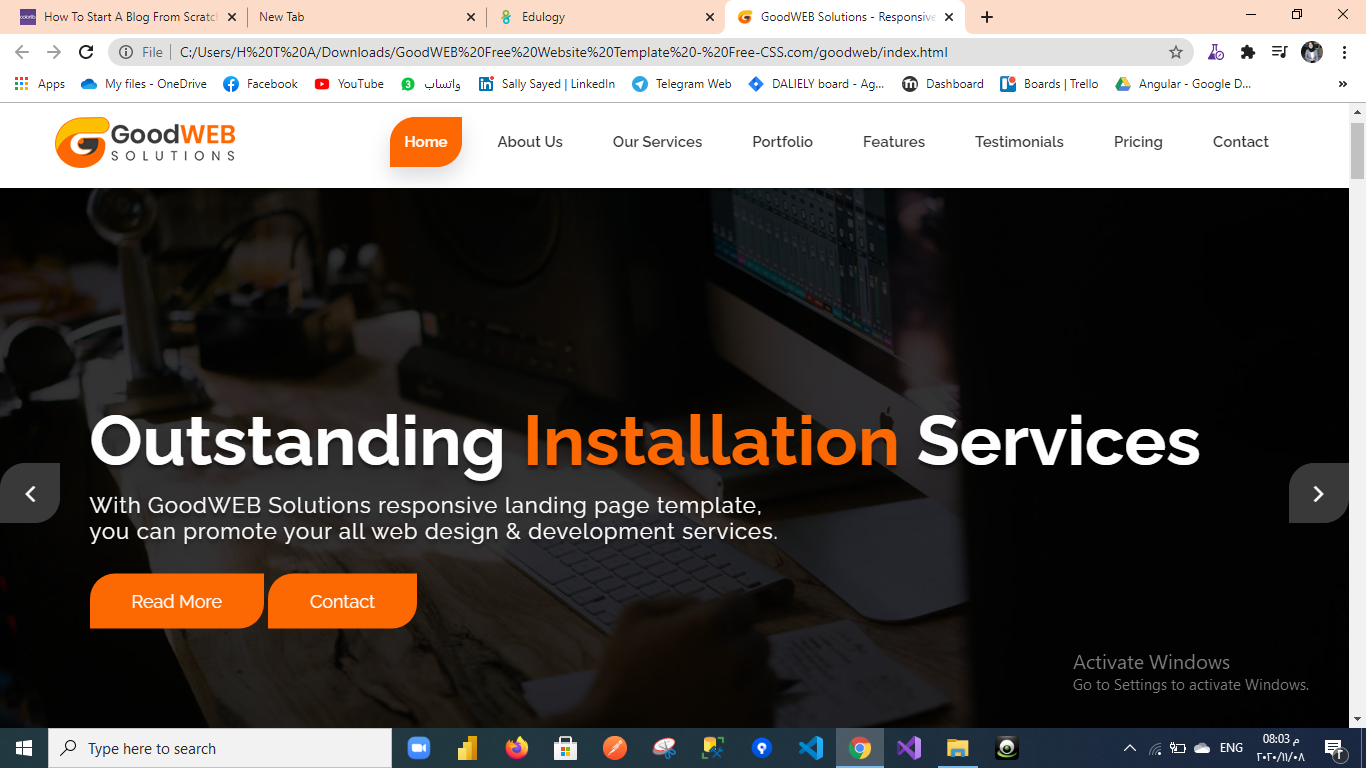 How To Start A Blog From Scratch
New Tab
Edulogy
GoodWEB Solutions - Responsive
File
C:/Users/H%20T%20A/Downloads/GoodWEB%20Free%20Website%20Template%20-%20Free-CSS.com/goodweb/index.html
Apps
My files - OneDrive
Facebook
YouTube
3
واتساب
Sally Sayed | LinkedIn
Telegram Web
DALIELY board - Ag...
Dashboard
Boards | Trello
Angular - Google D...
GoodWEB
SOLUTIONS
Home
About Us
Our Services
Portfolio
Features
Testimonials
Pricing
Contact
Outstanding Installation Services
With GoodWEB Solutions responsive landing page template,
you can promote your all web design & development services.
Read More
Contact
Activate Windows
Go to Settings to activate Windows.
Type here to search
ENG
08:03 م
٢٠٢٠/١١/٠٨